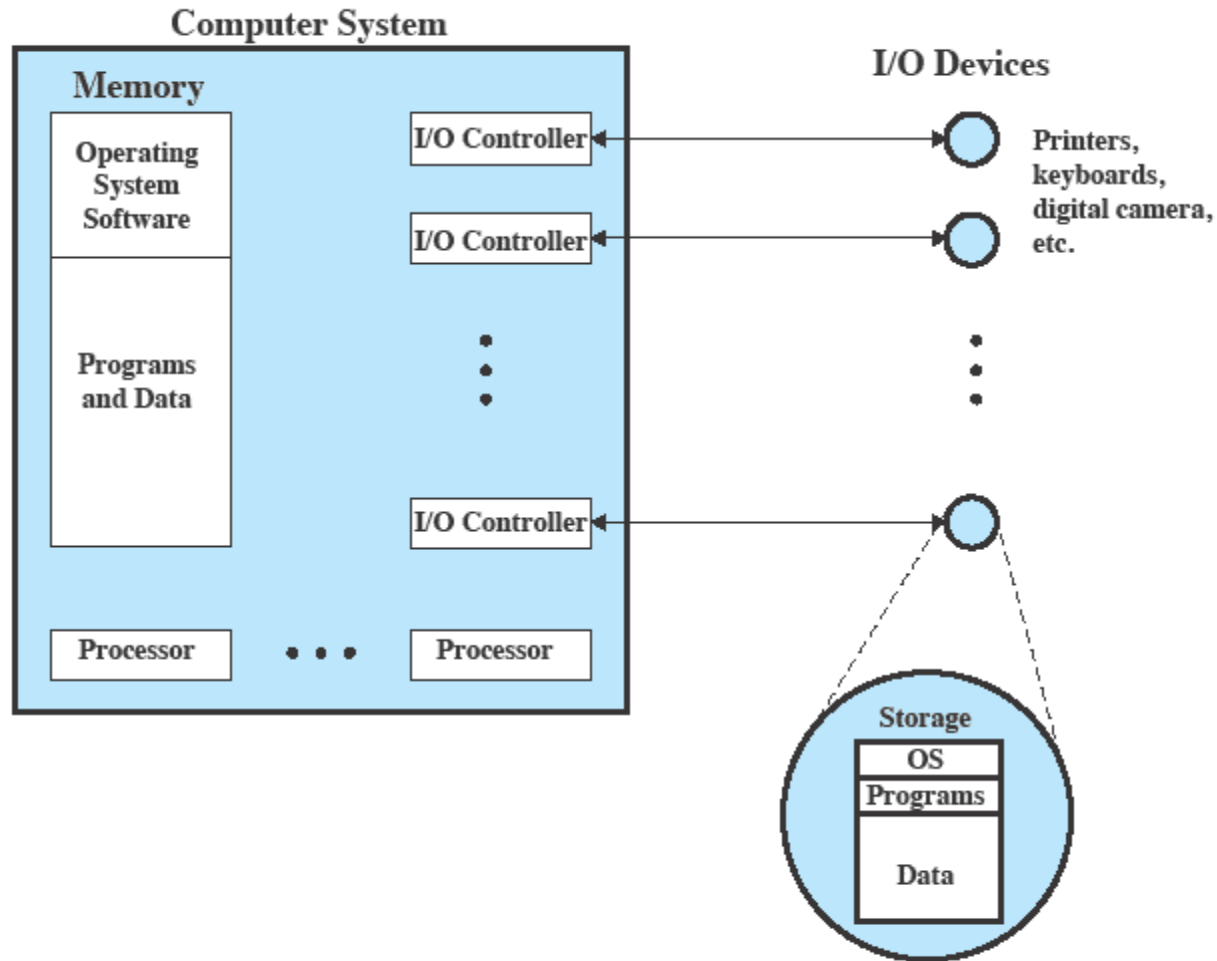 Computer System
I/O Devices
Memory
Operating
System
Software
Programs
and Data
I/O Controller
I/O Controller
I/O Controller
Processor
Processor
Printers,
keyboards,
digital camera,
etc.
Storage
OS
Programs
Data